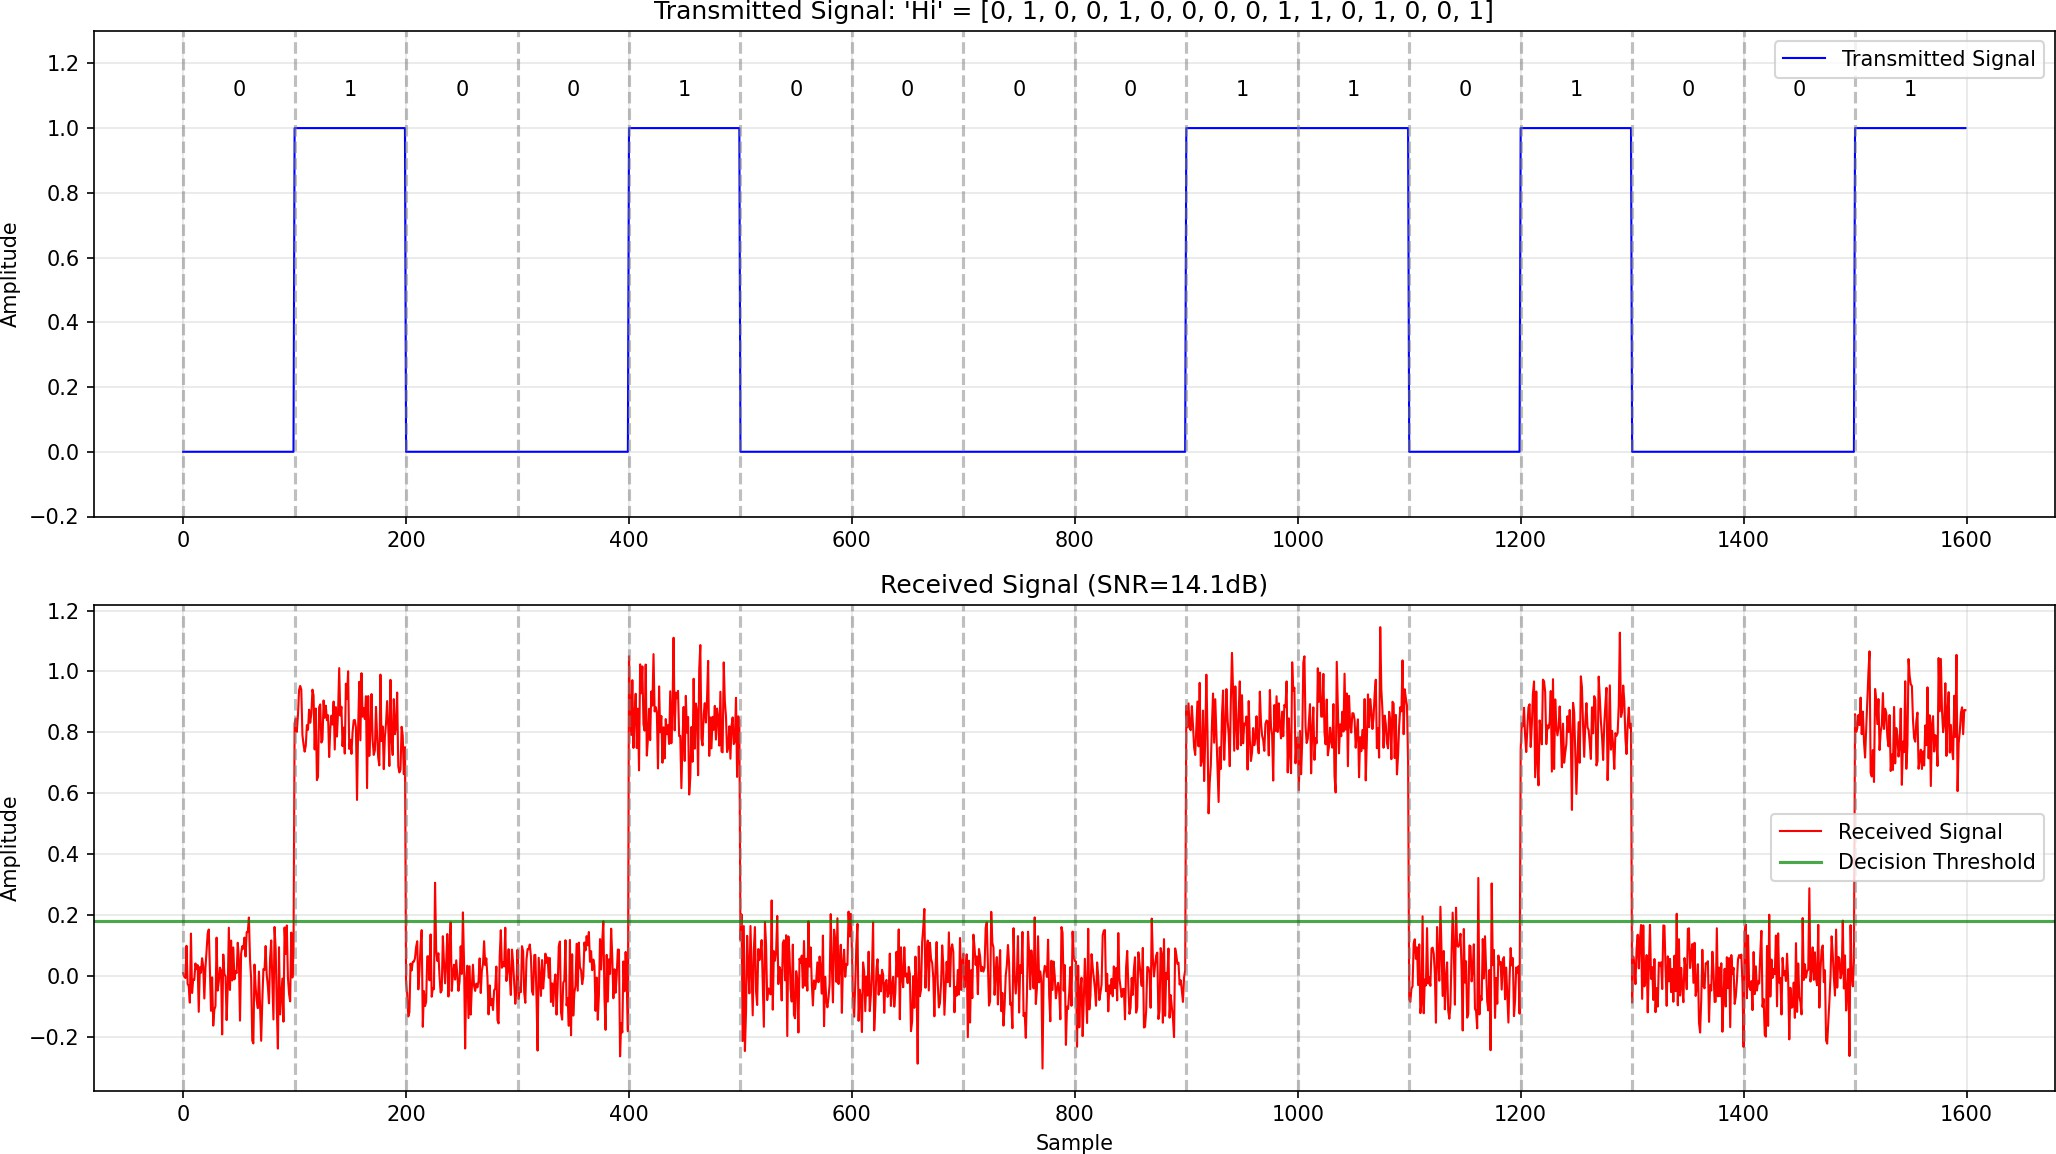 Transmitted Signal: 'Hi' = [0, 1, 0, 0, 1, 0, 0, 0, 0, 1, 1, 0, 1, 0, 0, 1]
Transmitted Signal
0 1 0 0 1 0 0 0 0 1 1 0 1 0 0 1
Amplitude
1.2
1.0
0.8
0.6
0.4
0.2
0.0
−0.2
0 200 400 600 800 1000 1200 1400 1600
Received Signal (SNR=14.1dB)
Amplitude
1.2
1.0
0.8
0.6
0.4
0.2
0.0
−0.2
Received Signal
Decision Threshold
0 200 400 600 800 1000 1200 1400 1600
Sample